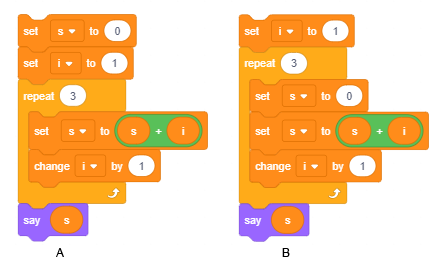 set s to 0
set i to 1
repeat 3
set s to s + i
change i by 1
say s
A
set i to 1
repeat 3
set s to 0
set s to s + i
change i by 1
say s
B